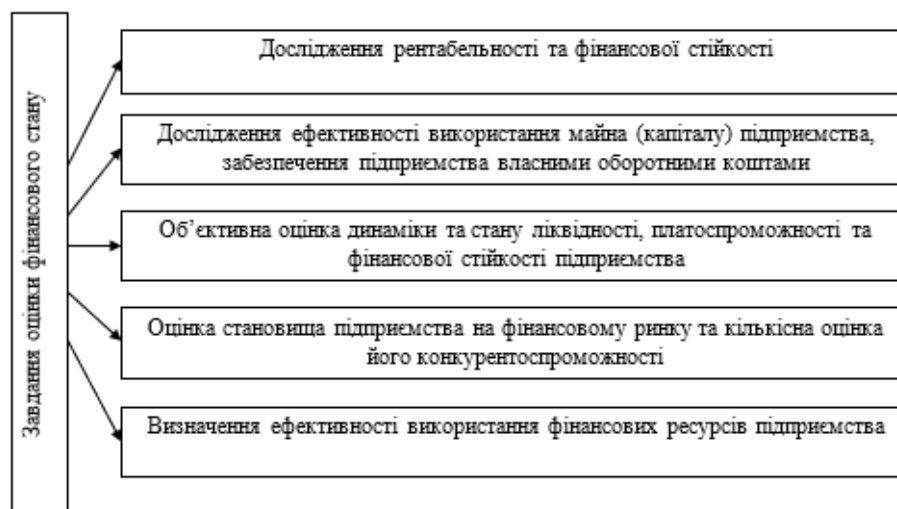 Завдання оцінки фінансового стану
Дослідження рентабельності та фінансової стійкості
Дослідження ефективності використання майна (капіталу) підприємства,
забезпечення підприємства власними оборотними коштами
Об’єктивна оцінка динаміки та стану ліквідності, платоспроможності та
фінансової стійкості підприємства
Оцінка становища підприємства на фінансовому ринку та кількісна оцінка
його конкурентоспроможності
Визначення ефективності використання фінансових ресурсів підприємства